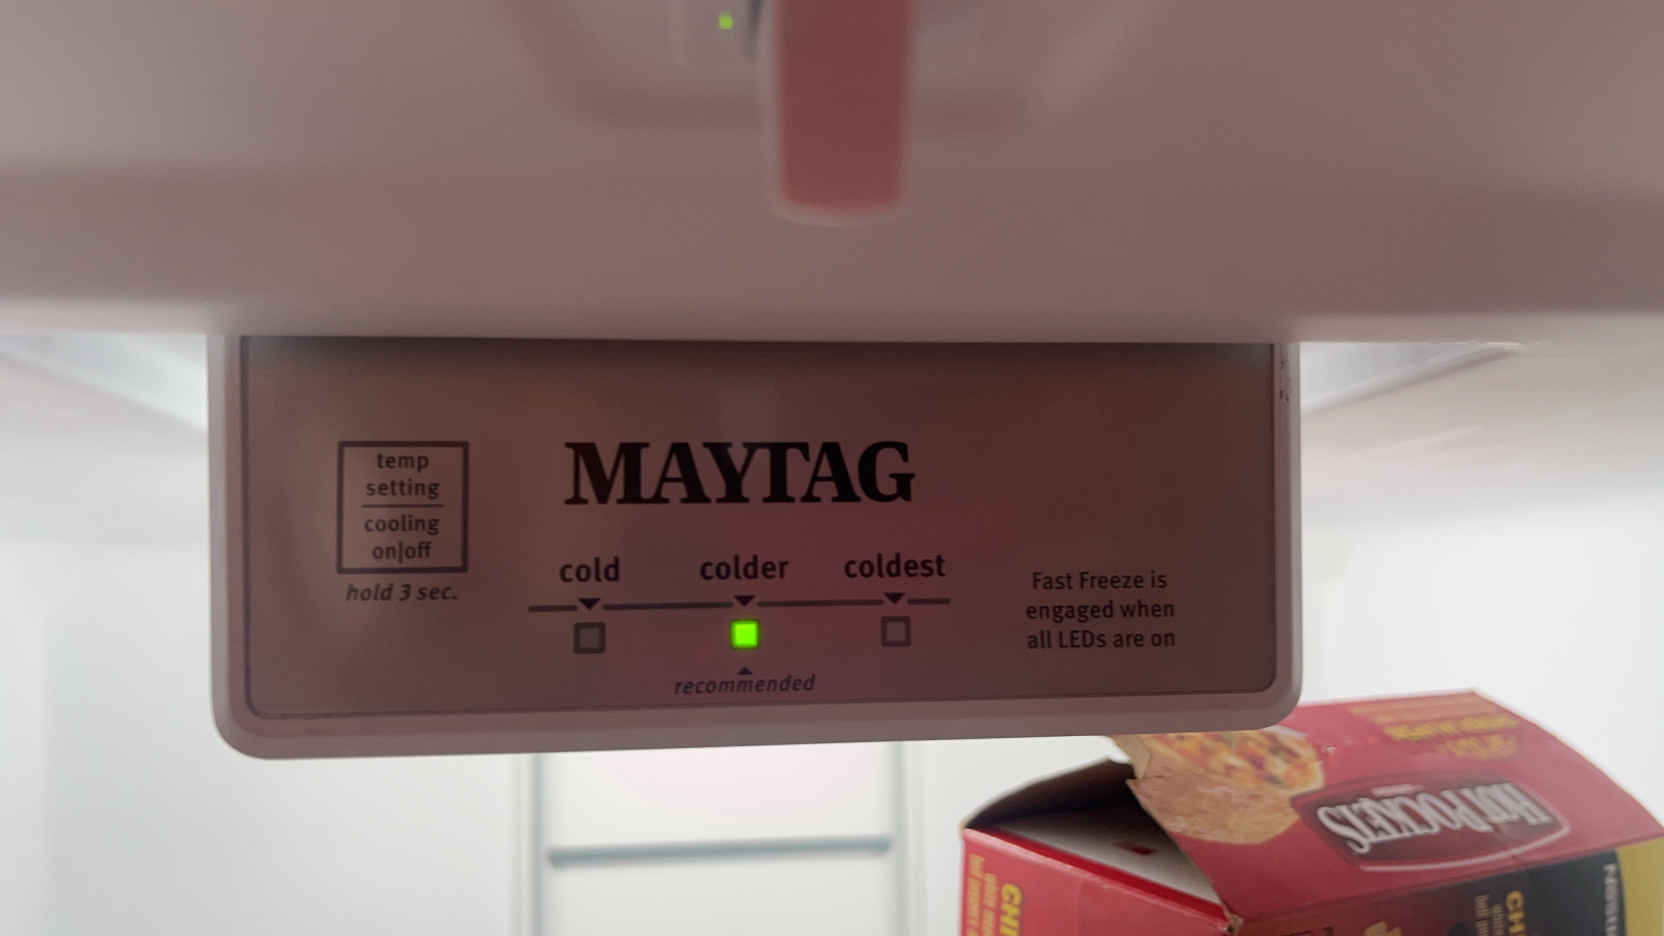 temp
setting
cooling
on|off
hold 3 sec.
MAYTAG
cold colder coldest
recommended
Fast Freeze is
engaged when
all LEDs are on
HOT POCKETS